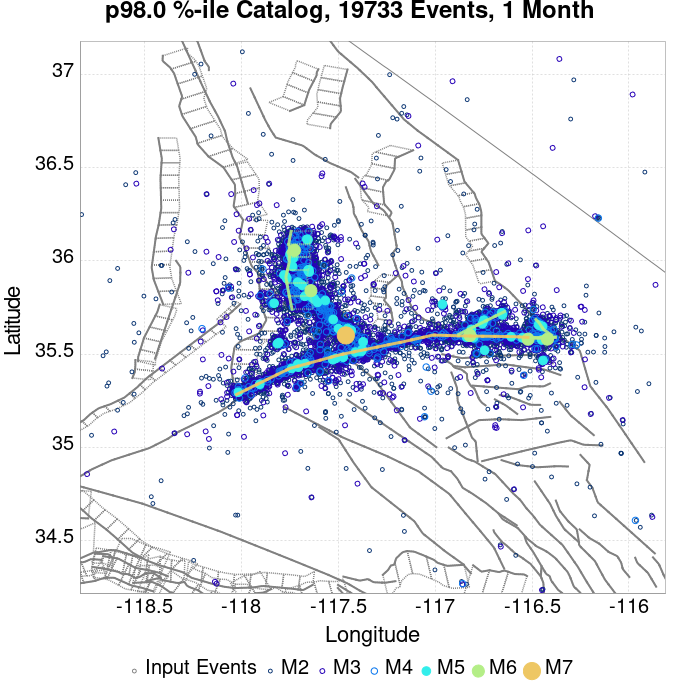 p98.0 %-ile Catalog, 19733 Events, 1 Month
37
36.5
36
35.5
35
34.5
Latitude
-118.5 -118 -117.5 -117 -116.5 -116
Longitude
Input Events M2 M3 M4 M5 M6 M7